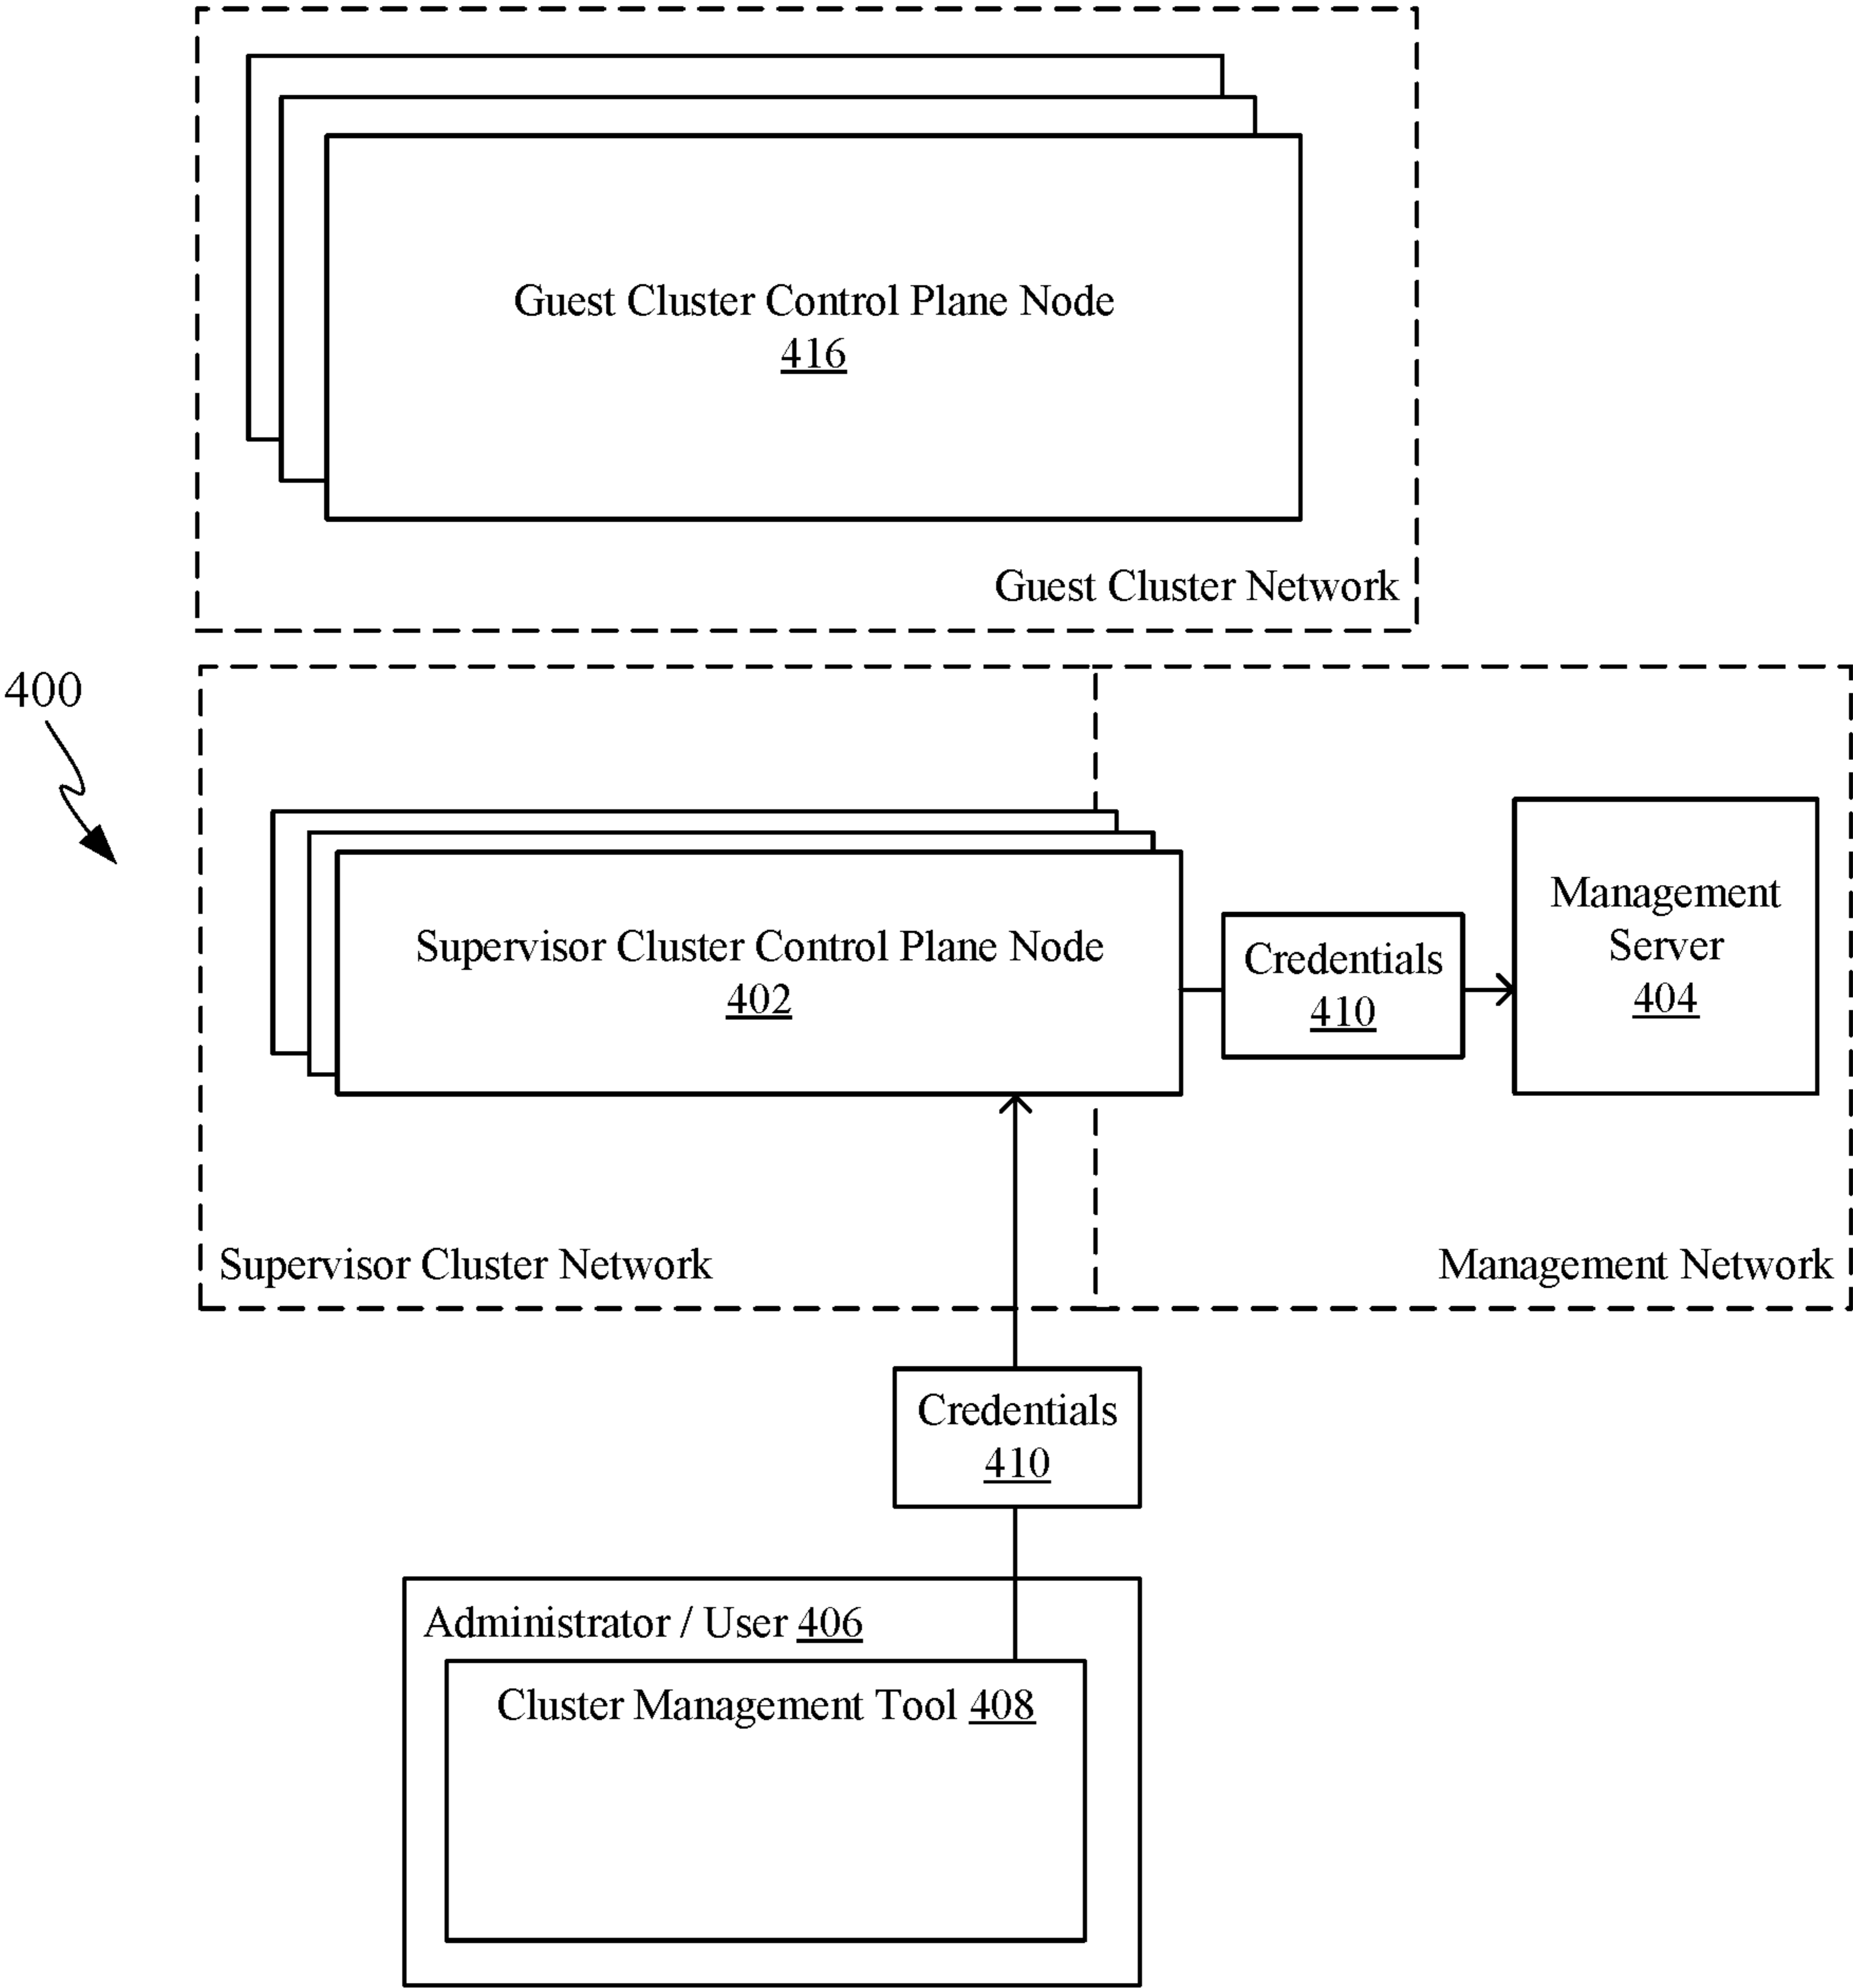 Guest Cluster Control Plane Node
416
Guest Cluster Network
400
Supervisor Cluster Control Plane Node
402
Credentials
410
Management
Server
404
Supervisor Cluster Network
Management Network
Credentials
410
Administrator / User 406
Cluster Management Tool 408